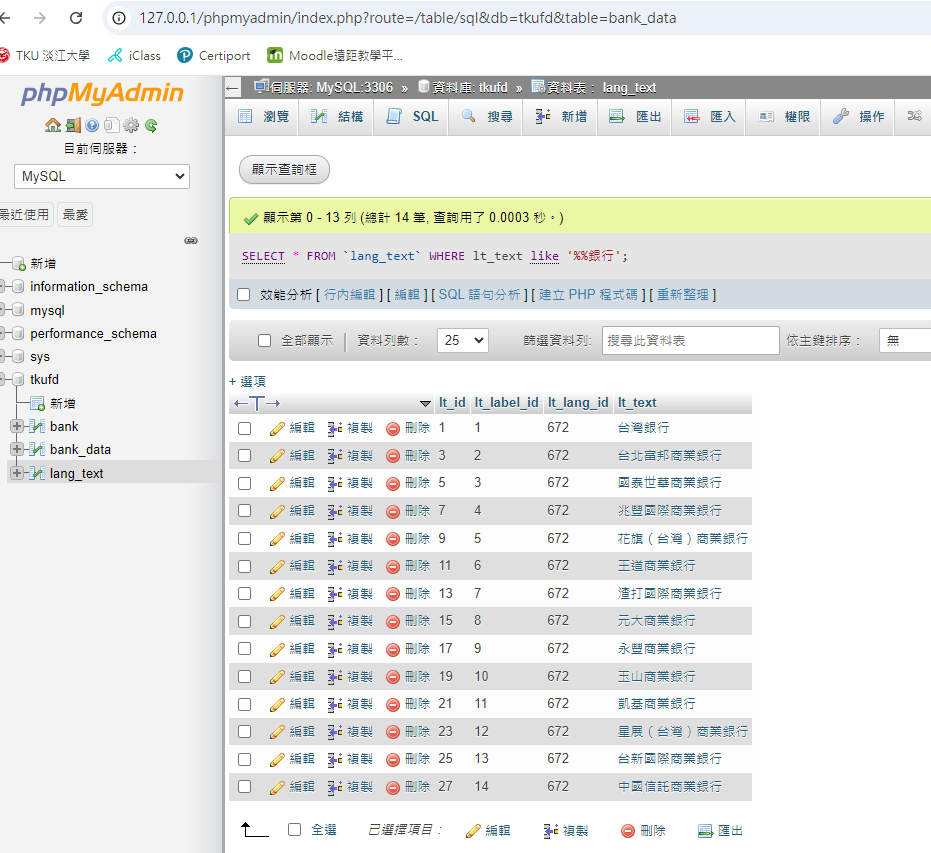 127.0.0.1/phpmyadmin/index.php?route=/table/sql&db=tkufd&table=bank_data
TKU 淡江大學 iClass Certiport Moodle遠距教學平...
phpMyAdmin
目前伺服器：
MySQL
最近使用 最愛
新增
information_schema
mysql
performance_schema
sys
tkufd
新增
bank
bank_data
lang_text
伺服器: MySQL:3306 » 資料庫: tkufd » 資料表： lang_text
瀏覽 結構 SQL 搜尋 新增 匯出 匯入 權限 操作
顯示查詢框
顯示第 0 - 13 列 (總計 14 筆, 查詢用了 0.0003 秒。)
SELECT * FROM `lang_text` WHERE lt_text like '%%銀行';
效能分析 [ 行內編輯 ] [ 編輯 ] [ SQL 語句分析 ] [ 建立 PHP 程式碼 ] [ 重新整理 ]
全部顯示 資料列數： 25 篩選資料列: 搜尋此資料表 依主鍵排序： 無
+ 選項
←T→ lt_id lt_label_id lt_lang_id lt_text
編輯 複製 刪除 1 1 672 台灣銀行
編輯 複製 刪除 3 2 672 台北富邦商業銀行
編輯 複製 刪除 5 3 672 國泰世華商業銀行
編輯 複製 刪除 7 4 672 兆豐國際商業銀行
編輯 複製 刪除 9 5 672 花旗（台灣）商業銀行
編輯 複製 刪除 11 6 672 王道商業銀行
編輯 複製 刪除 13 7 672 渣打國際商業銀行
編輯 複製 刪除 15 8 672 元大商業銀行
編輯 複製 刪除 17 9 672 永豐商業銀行
編輯 複製 刪除 19 10 672 玉山商業銀行
編輯 複製 刪除 21 11 672 凱基商業銀行
編輯 複製 刪除 23 12 672 星展（台灣）商業銀行
編輯 複製 刪除 25 13 672 台新國際商業銀行
編輯 複製 刪除 27 14 672 中國信託商業銀行
全選 已選擇項目： 編輯 複製 刪除 匯出